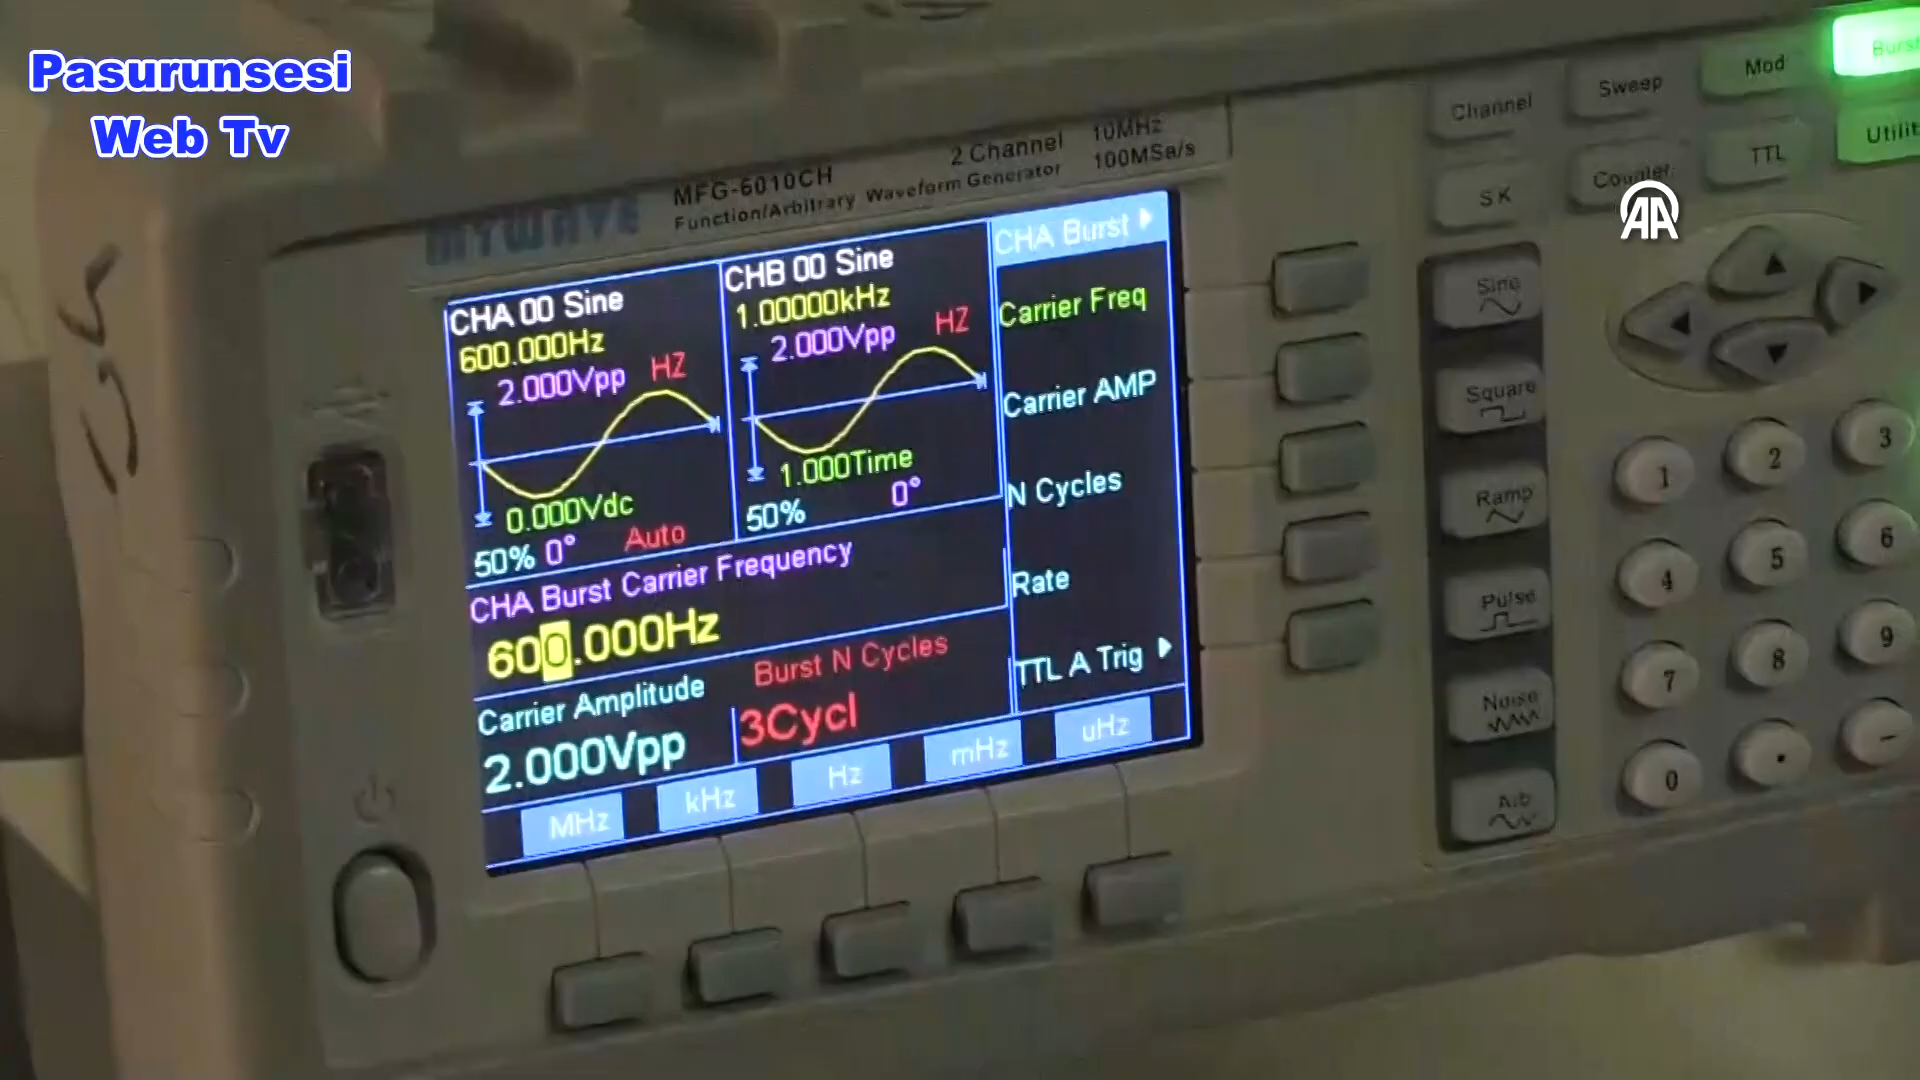 Pasurunsesi
Web Tv
MYWAVE
MFG-6010CH
Function/Arbitrary Waveform Generator
2 Channel
10MHz
100MSa/s
CHA 00 Sine
600.000Hz
2.000Vpp
HZ
0.000Vdc
50% 0° Auto
CHB 00 Sine
1.00000kHz
2.000Vpp
HZ
1.000Time
50% 0°
CHA Burst Carrier Frequency
600.000Hz
Carrier Amplitude
2.000Vpp
Burst N Cycles
3Cycl
MHz
kHz
Hz
mHz
uHz
CHA Burst
Carrier Freq
Carrier AMP
N Cycles
Rate
TTL A Trig
Channel
Sweep
Mod
Burst
SK
Counter
TTL
Utilit
AA
Sine
Square
Ramp
Pulse
Noise
Arb
1
2
3
4
5
6
7
8
9
0
.
-